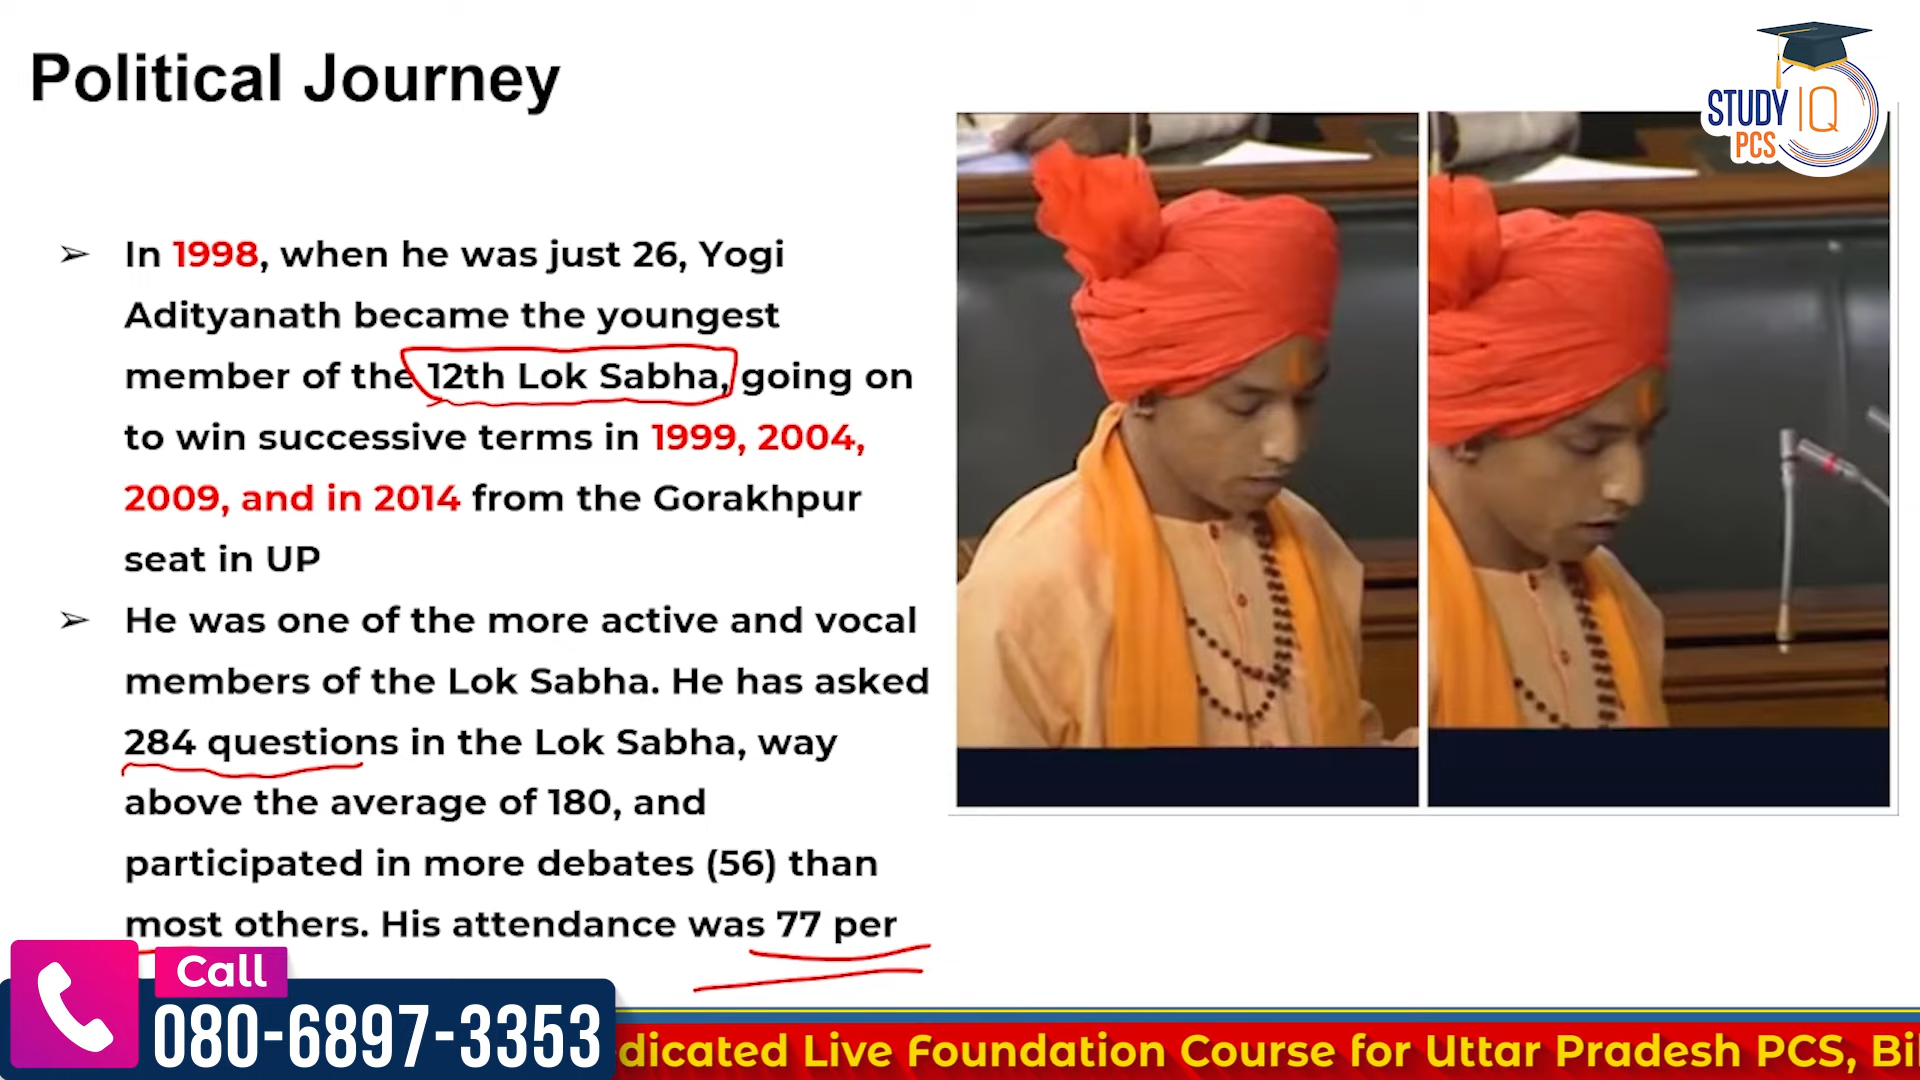 Political Journey
STUDY IQ
PCS
➢ In 1998, when he was just 26, Yogi
Adityanath became the youngest
member of the 12th Lok Sabha, going on
to win successive terms in 1999, 2004,
2009, and in 2014 from the Gorakhpur
seat in UP
➢ He was one of the more active and vocal
members of the Lok Sabha. He has asked
284 questions in the Lok Sabha, way
above the average of 180, and
participated in more debates (56) than
most others. His attendance was 77 per
Call
080-6897-3353
edicated Live Foundation Course for Uttar Pradesh PCS, Bi